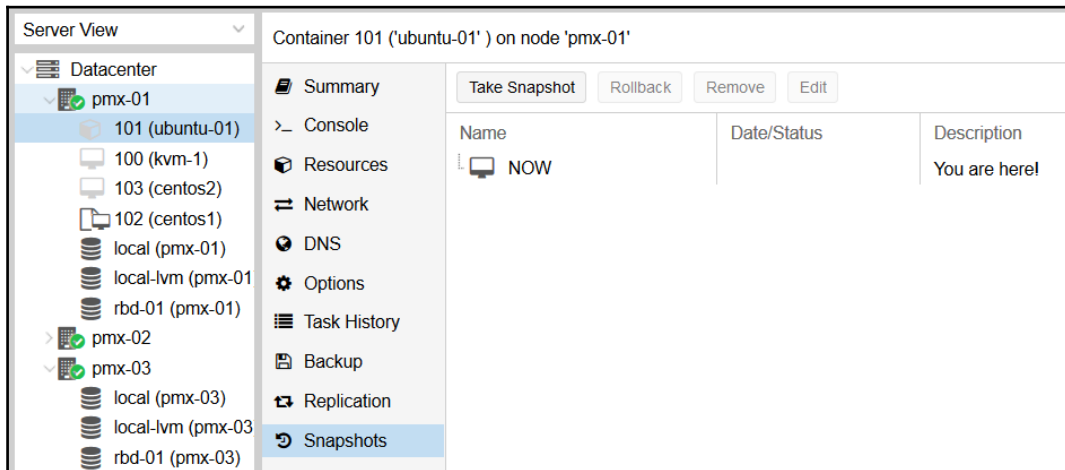 Server View
Datacenter
pmx-01
101 (ubuntu-01)
100 (kvm-1)
103 (centos2)
102 (centos1)
local (pmx-01)
local-lvm (pmx-01
rbd-01 (pmx-01)
pmx-02
pmx-03
local (pmx-03)
local-lvm (pmx-03
rbd-01 (pmx-03)
Container 101 ('ubuntu-01' ) on node 'pmx-01'
Summary
Console
Resources
Network
DNS
Options
Task History
Backup
Replication
Snapshots
Take Snapshot Rollback Remove Edit
Name Date/Status Description
NOW You are here!